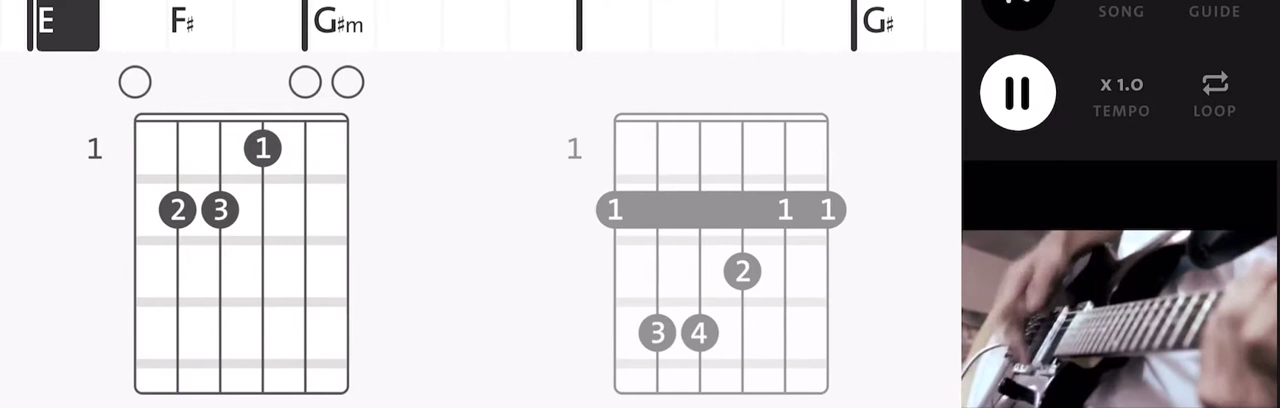 E F♯ G♯m G♯
SONG GUIDE
x 1.0
TEMPO LOOP
1 1
1
2 3
1 1 1
2
3 4